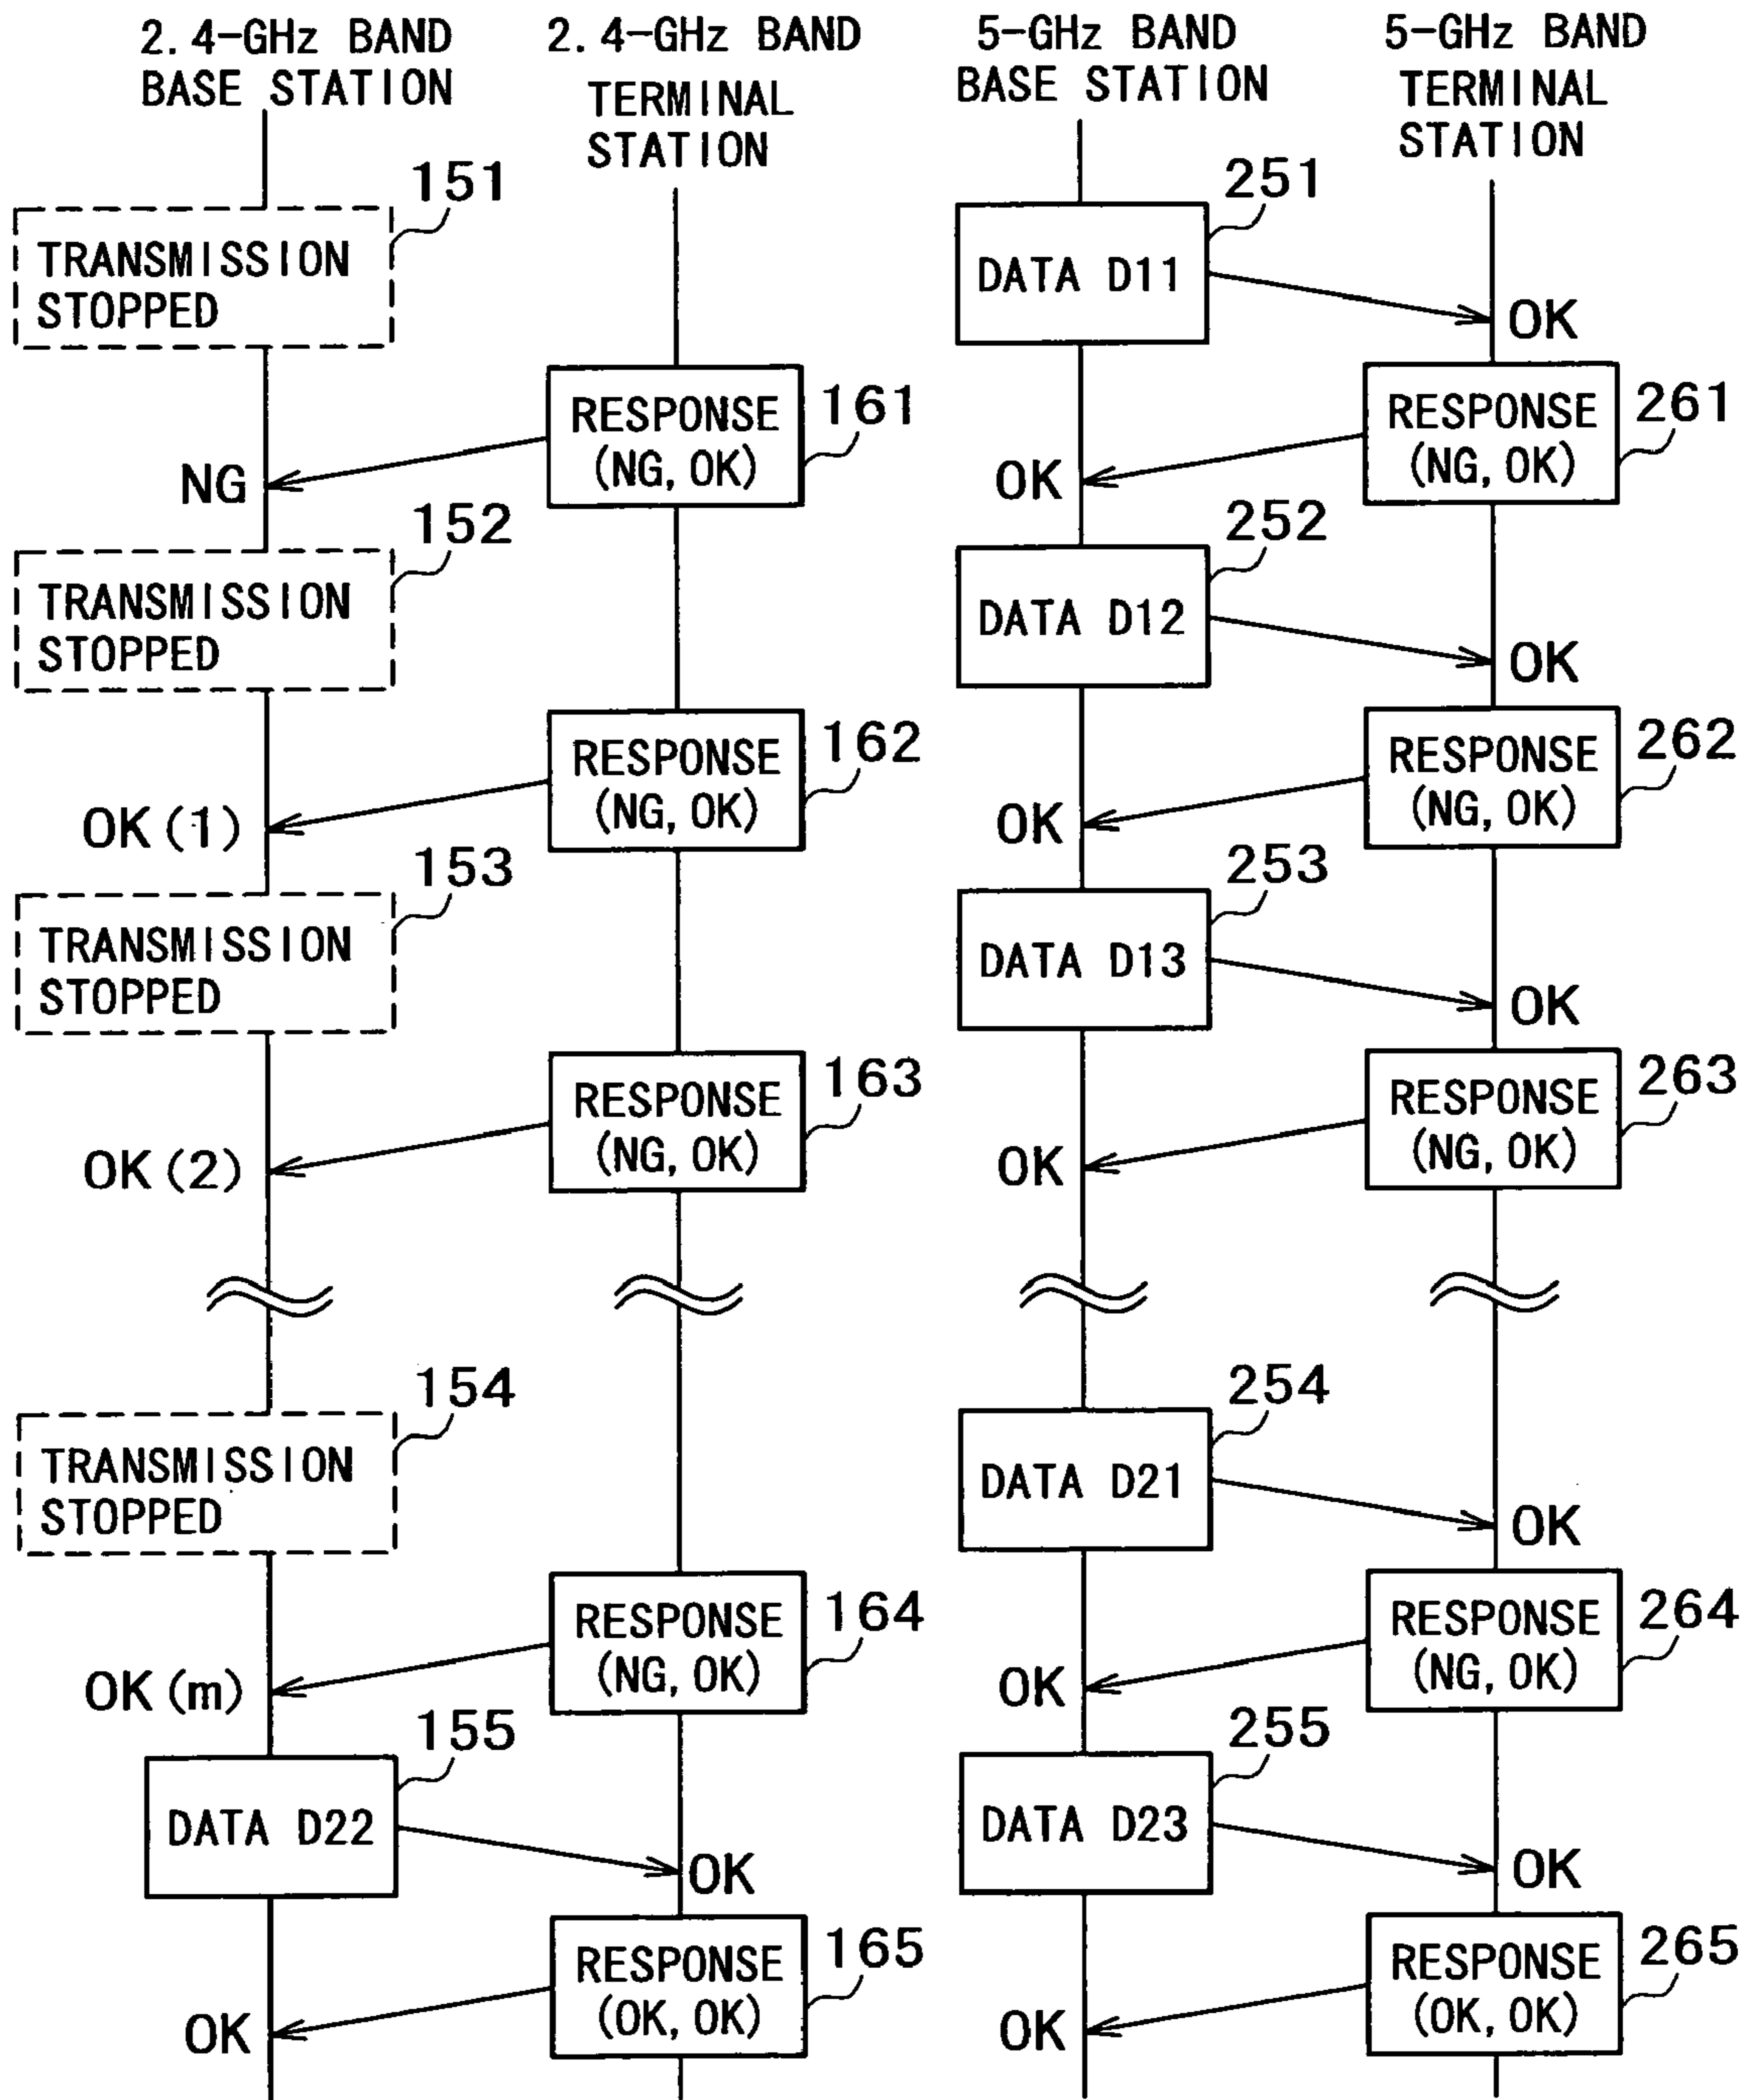 2.4-GHz BAND
BASE STATION
2.4-GHz BAND
TERMINAL
STATION
5-GHz BAND
BASE STATION
5-GHz BAND
TERMINAL
STATION
151
TRANSMISSION
STOPPED
251
DATA D11
OK
161
RESPONSE
(NG, OK)
NG
261
RESPONSE
(NG, OK)
OK
152
TRANSMISSION
STOPPED
252
DATA D12
OK
162
RESPONSE
(NG, OK)
OK (1)
262
RESPONSE
(NG, OK)
OK
153
TRANSMISSION
STOPPED
253
DATA D13
OK
163
RESPONSE
(NG, OK)
OK (2)
263
RESPONSE
(NG, OK)
OK
154
TRANSMISSION
STOPPED
254
DATA D21
OK
164
RESPONSE
(NG, OK)
OK (m)
264
RESPONSE
(NG, OK)
OK
155
DATA D22
OK
255
DATA D23
OK
165
RESPONSE
(OK, OK)
OK
265
RESPONSE
(OK, OK)
OK